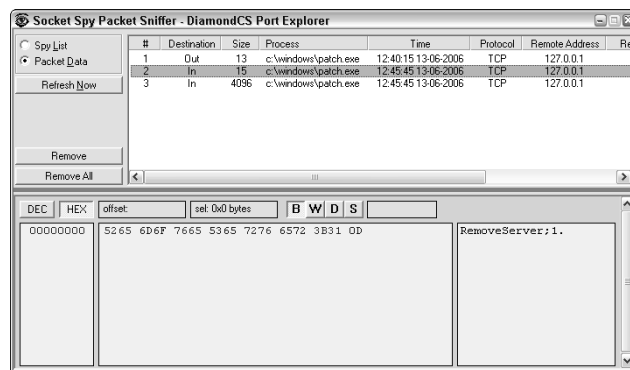 Socket Spy Packet Sniffer - DiamondCS Port Explorer
Spy List
Packet Data
Refresh Now
Remove
Remove All
# Destination Size Process Time Protocol Remote Address Re
1 Out 13 c:\windows\patch.exe 12:40:15 13-06-2006 TCP 127.0.0.1
2 In 15 c:\windows\patch.exe 12:45:45 13-06-2006 TCP 127.0.0.1
3 In 4096 c:\windows\patch.exe 12:45:45 13-06-2006 TCP 127.0.0.1
DEC HEX offset: sel: 0x0 bytes B W D S
00000000 5265 6D6F 7665 5365 7276 6572 3B31 0D RemoveServer;1.